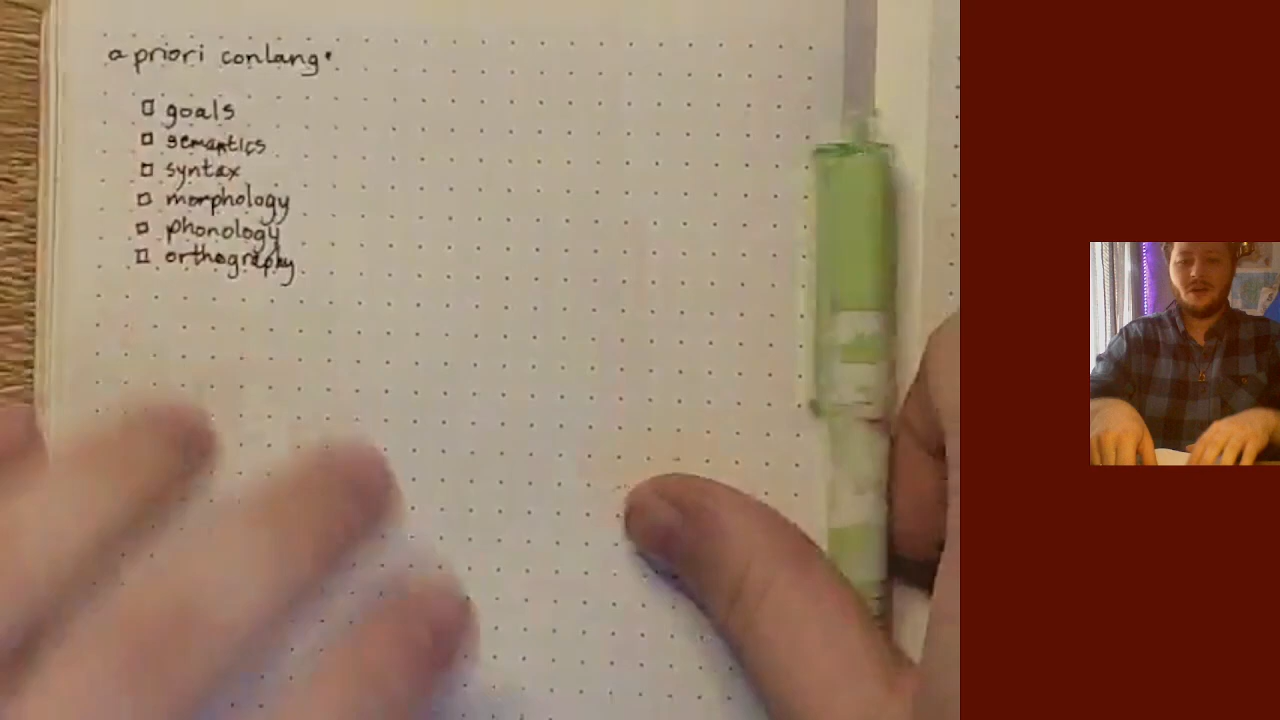 a priori conlang•
□ goals
□ semantics
□ syntax
□ morphology
□ phonology
□ orthography